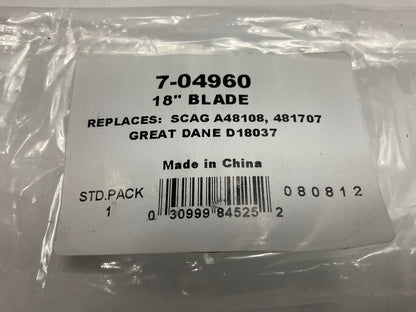 7-04960
18" BLADE
REPLACES: SCAG A48108, 481707
GREAT DANE D18037
Made in China
STD.PACK
1
080812
0 30999 84525 2